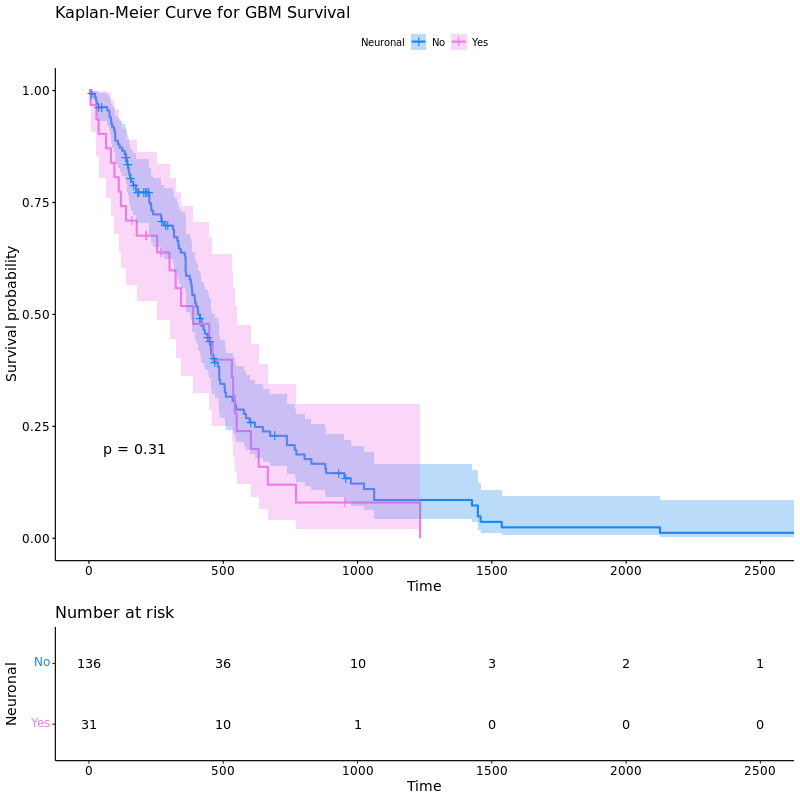 Kaplan-Meier Curve for GBM Survival
Neuronal No Yes
1.00
0.75
0.50
0.25
0.00
Survival probability
p = 0.31
0 500 1000 1500 2000 2500
Time
Number at risk
Neuronal
No 136 36 10 3 2 1
Yes 31 10 1 0 0 0
0 500 1000 1500 2000 2500
Time